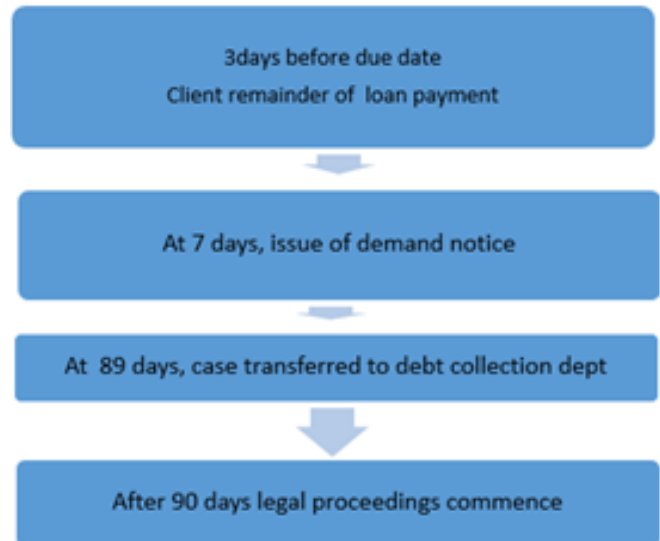 3days before due date
Client remainder of loan payment
At 7 days, issue of demand notice
At 89 days, case transferred to debt collection dept
After 90 days legal proceedings commence